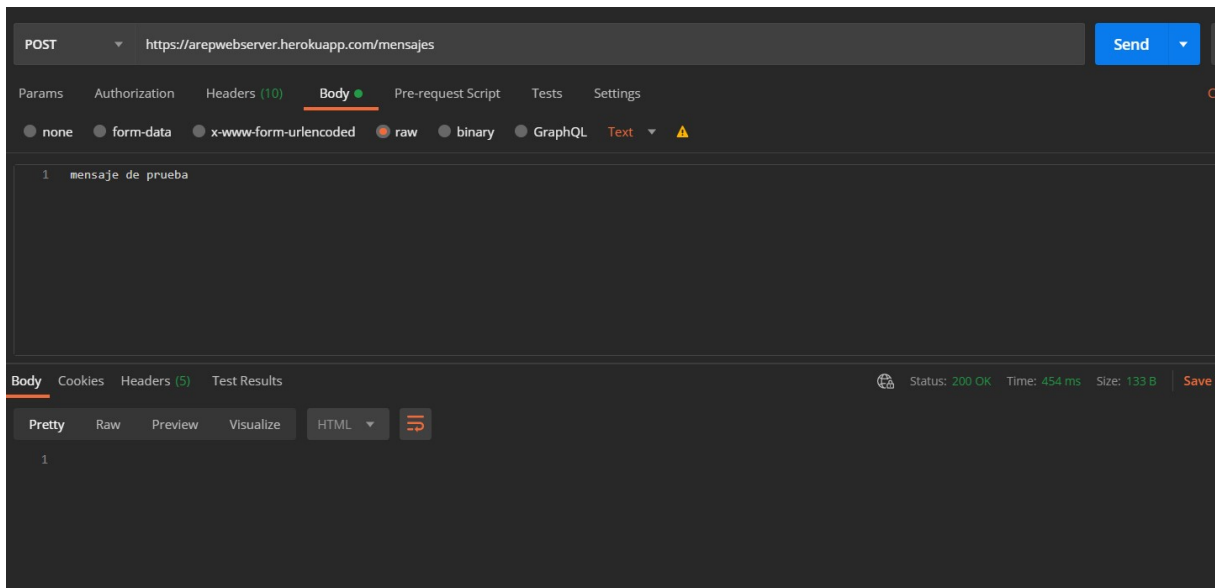 POST https://arepwebserver.herokuapp.com/mensajes Send
Params Authorization Headers (10) Body Pre-request Script Tests Settings
none form-data x-www-form-urlencoded raw binary GraphQL Text
1 mensaje de prueba
Body Cookies Headers (5) Test Results Status: 200 OK Time: 454 ms Size: 133 B Save
Pretty Raw Preview Visualize HTML
1